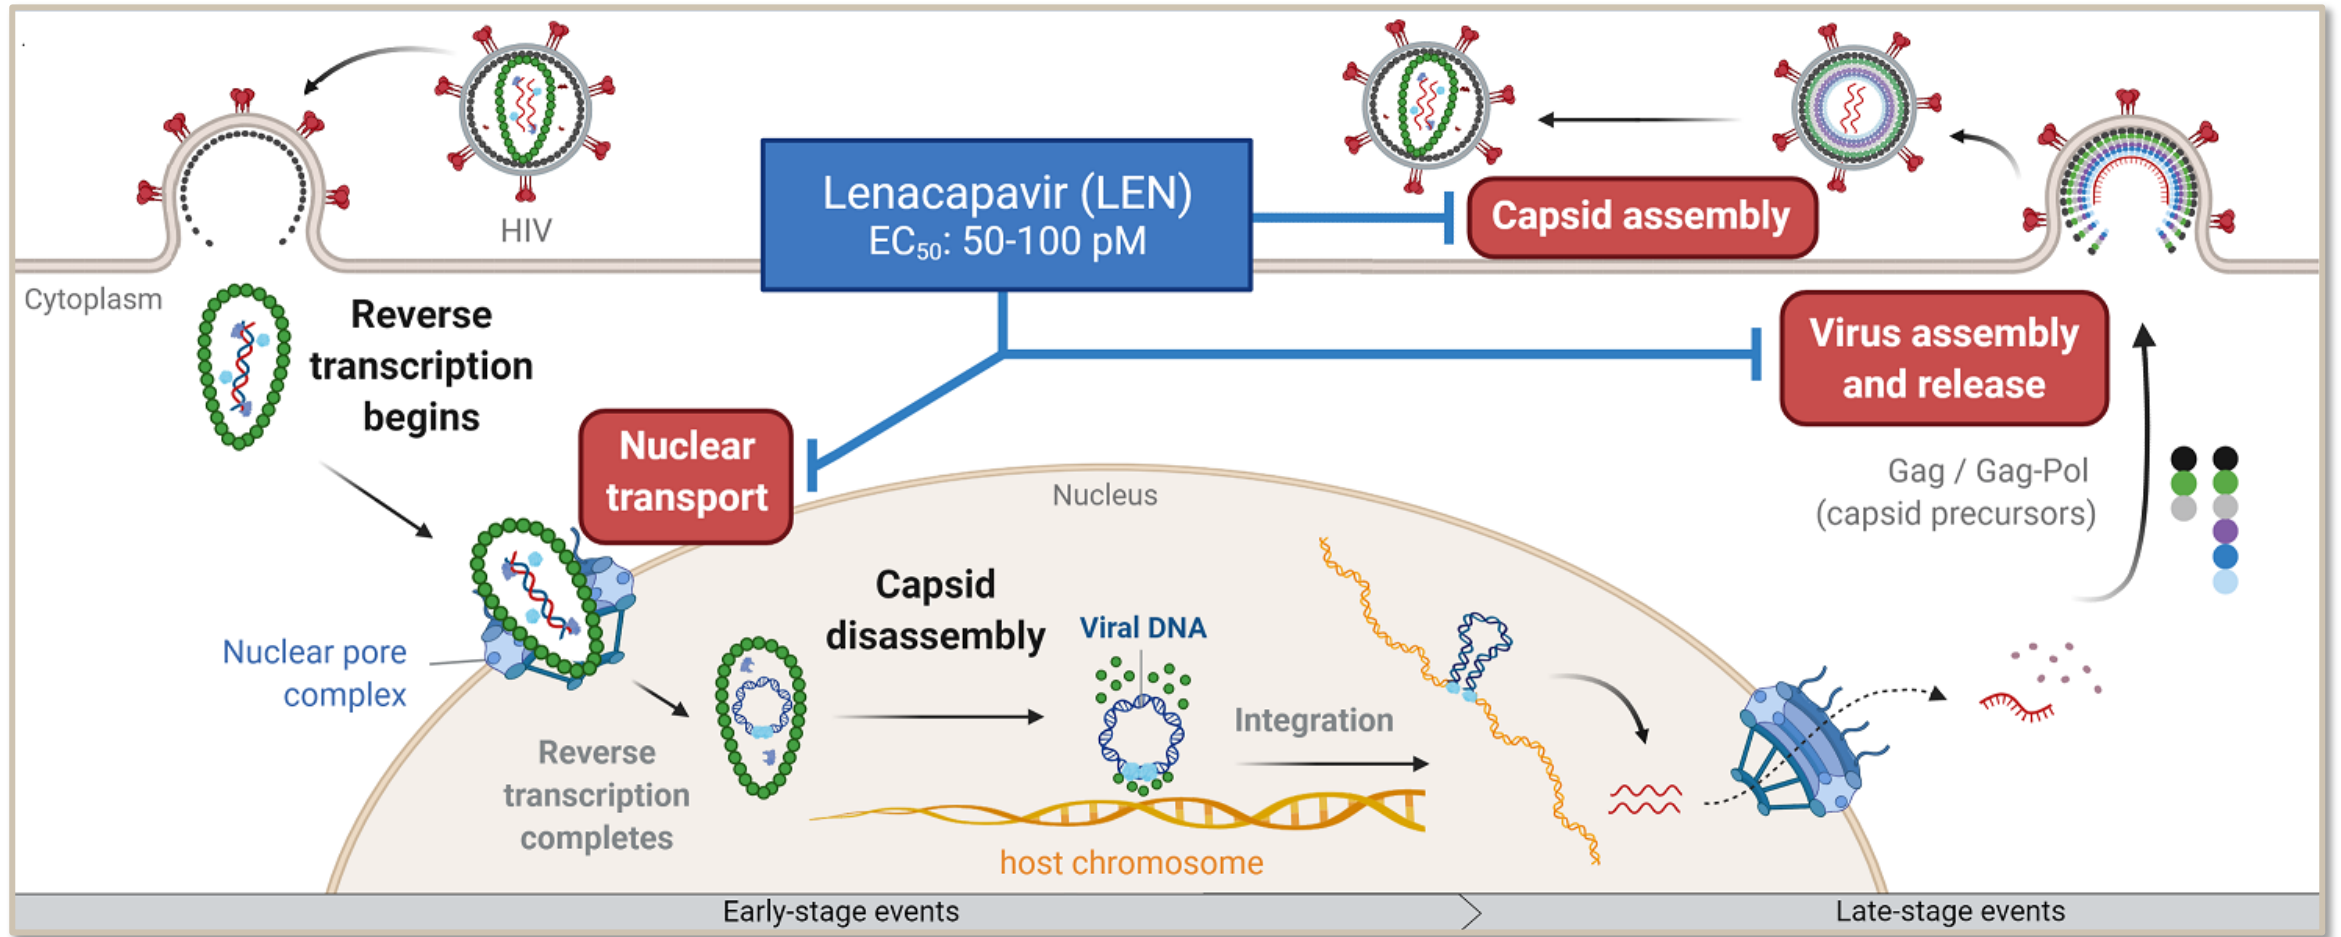 HIV
Lenacapavir (LEN)
EC₅₀: 50-100 pM
Capsid assembly
Cytoplasm
Reverse
transcription
begins
Virus assembly
and release
Nuclear
transport
Nucleus
Gag / Gag-Pol
(capsid precursors)
Capsid
disassembly
Viral DNA
Nuclear pore
complex
Integration
Reverse
transcription
completes
host chromosome
Early-stage events
Late-stage events